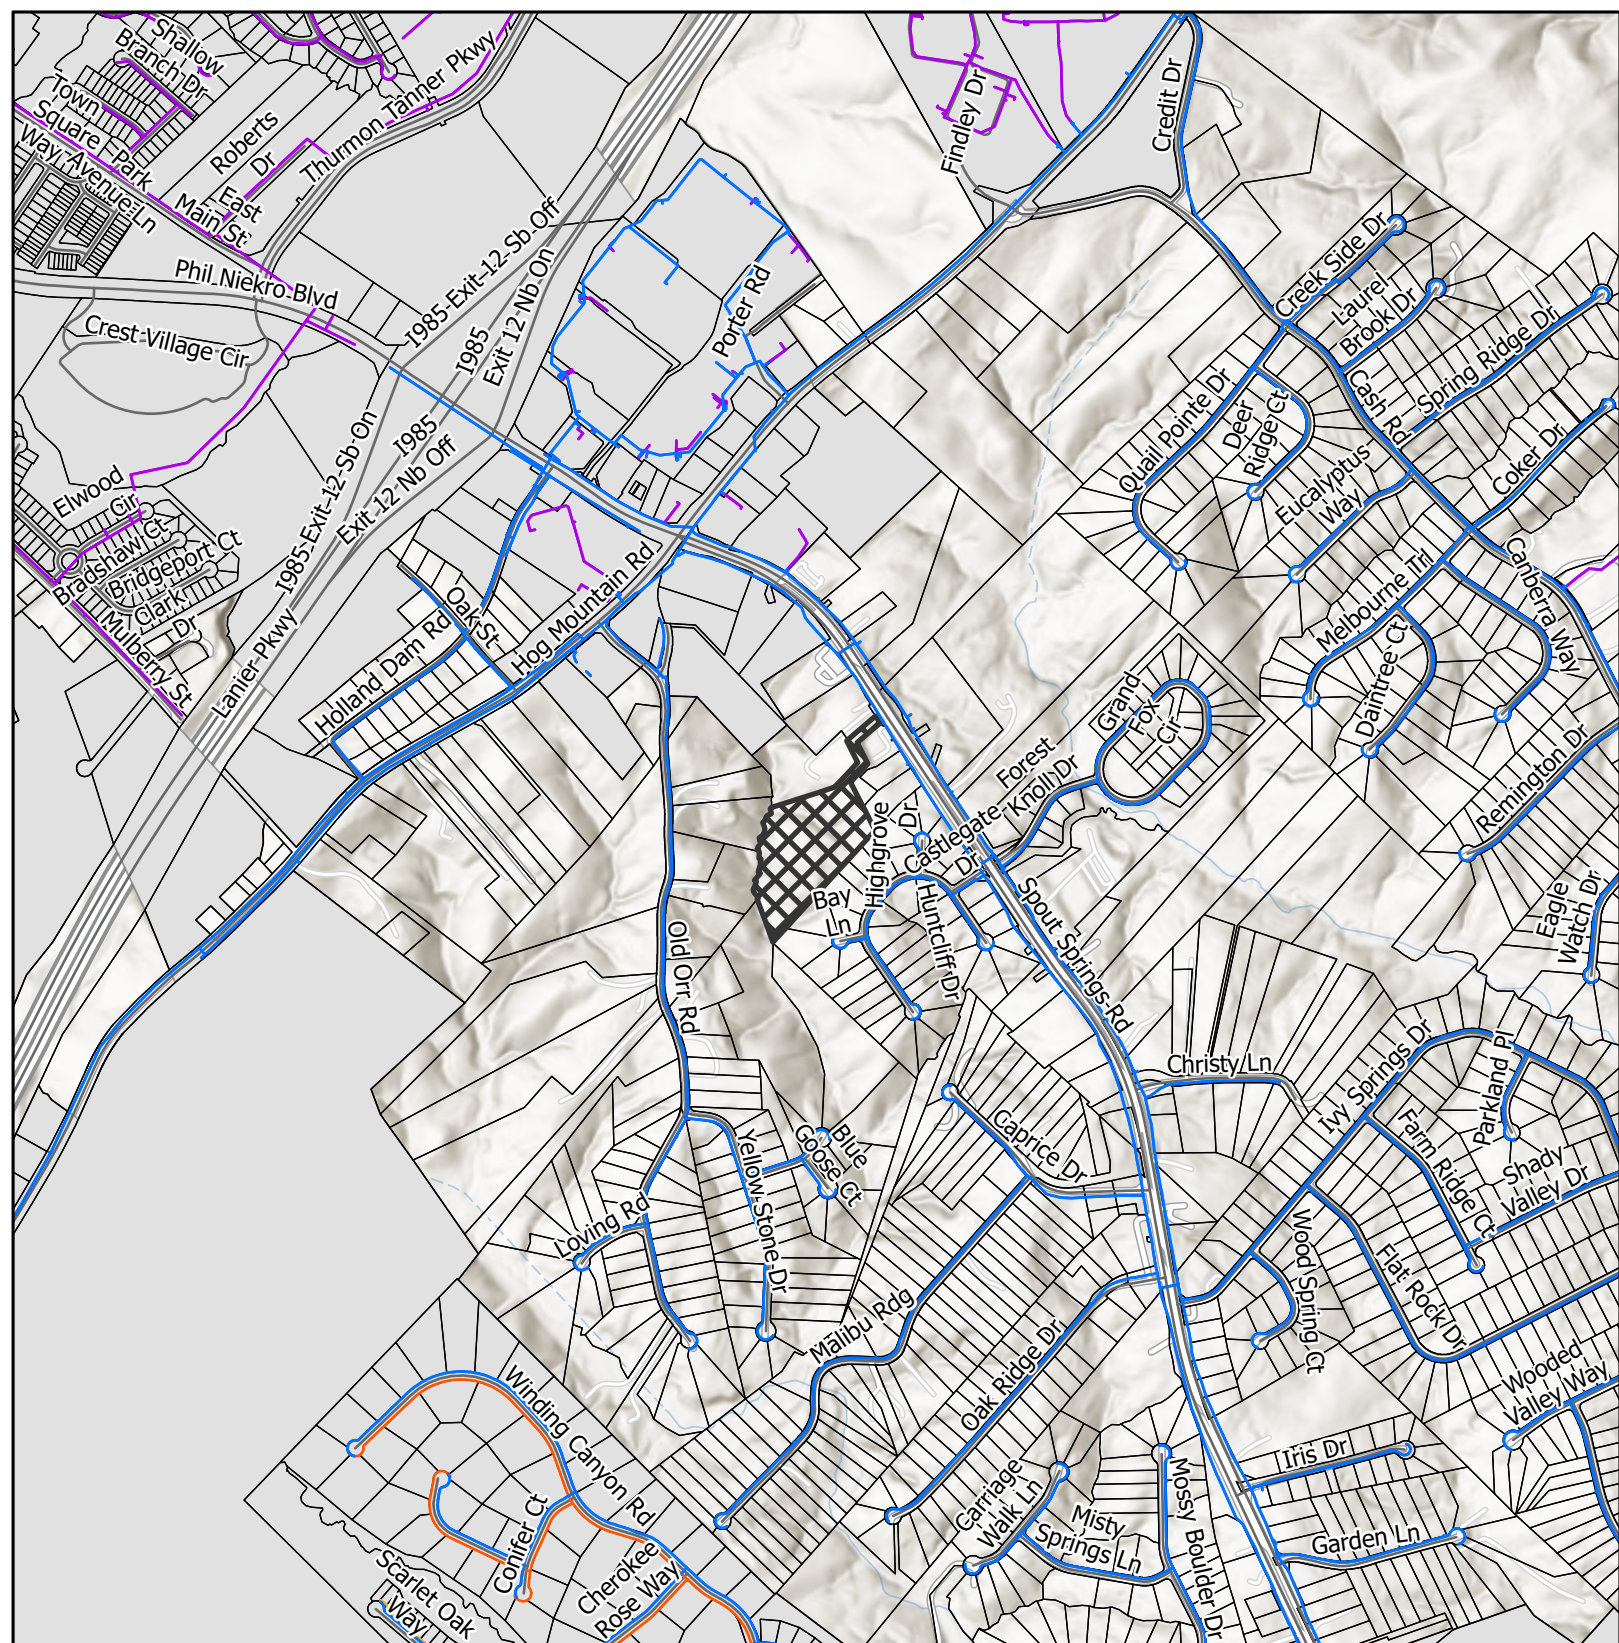 Shallow
Branch Dr
Town
Square
Way
Park
Avenue Ln
Roberts
Dr
East
Main St
Thurmon Tanner Pkwy
Findley Dr
Credit Dr
Phil Niekro Blvd
Crest Village Cir
I985 Exit 12 Sb Off
I985
Exit 12 Nb On
Porter Rd
Creek Side Dr
Laurel
Brook Dr
Spring Ridge Dr
Quail Pointe Dr
Deer
Ridge Ct
Cash Rd
Eucalyptus
Way
Coker Dr
I985 Exit 12 Sb On
I985
Exit 12 Nb Off
Elwood
Cir
Bradshaw Ct
Bridgeport Ct
Clark
Dr
Mulberry St
Lanier Pkwy
Oak St
Holland Dam Rd
Hog Mountain Rd
Melbourne Trl
Canberra Way
Daintree Ct
Remington Dr
Grand
Fox
Cir
Forest
Knoll Dr
Castlegate
Dr
Highgrove
Dr
Bay
Ln
Huntcliff Dr
Spout Springs Rd
Eagle
Watch Dr
Old Orr Rd
Christy Ln
Ivy Springs Dr
Parkland Pl
Farm Ridge Ct
Shady
Valley Dr
Caprice Dr
Blue
Goose Ct
Yellow Stone Dr
Loving Rd
Wood Spring Ct
Flat Rock Dr
Malibu Rdg
Oak Ridge Dr
Wooded
Valley Way
Winding Canyon Rd
Conifer Ct
Cherokee
Rose Way
Scarlet Oak
Way
Carriage
Walk Ln
Misty
Springs Ln
Mossy Boulder Dr
Iris Dr
Garden Ln